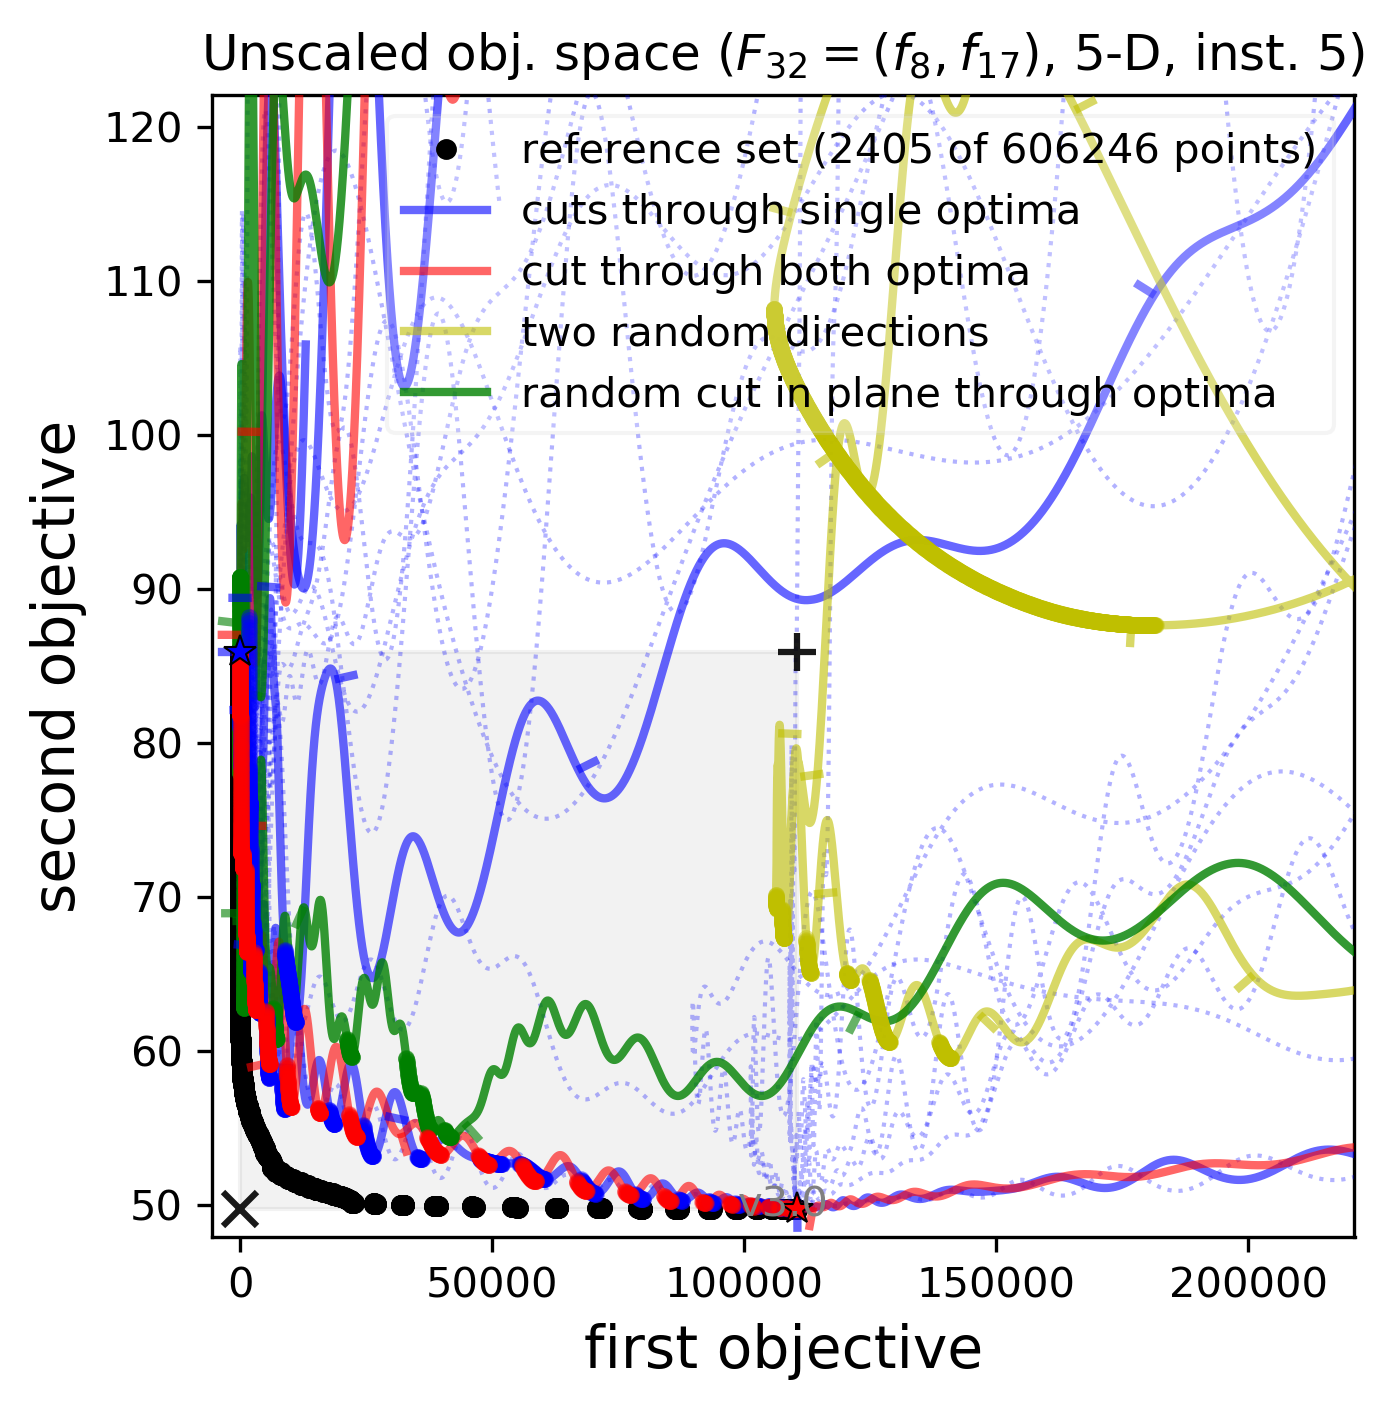 Unscaled obj. space (F32 = (f8, f17), 5-D, inst. 5)
reference set (2405 of 606246 points)
cuts through single optima
cut through both optima
two random directions
random cut in plane through optima
120
110
100
90
80
70
60
50
second objective
v3.0
0
50000
100000
150000
200000
first objective